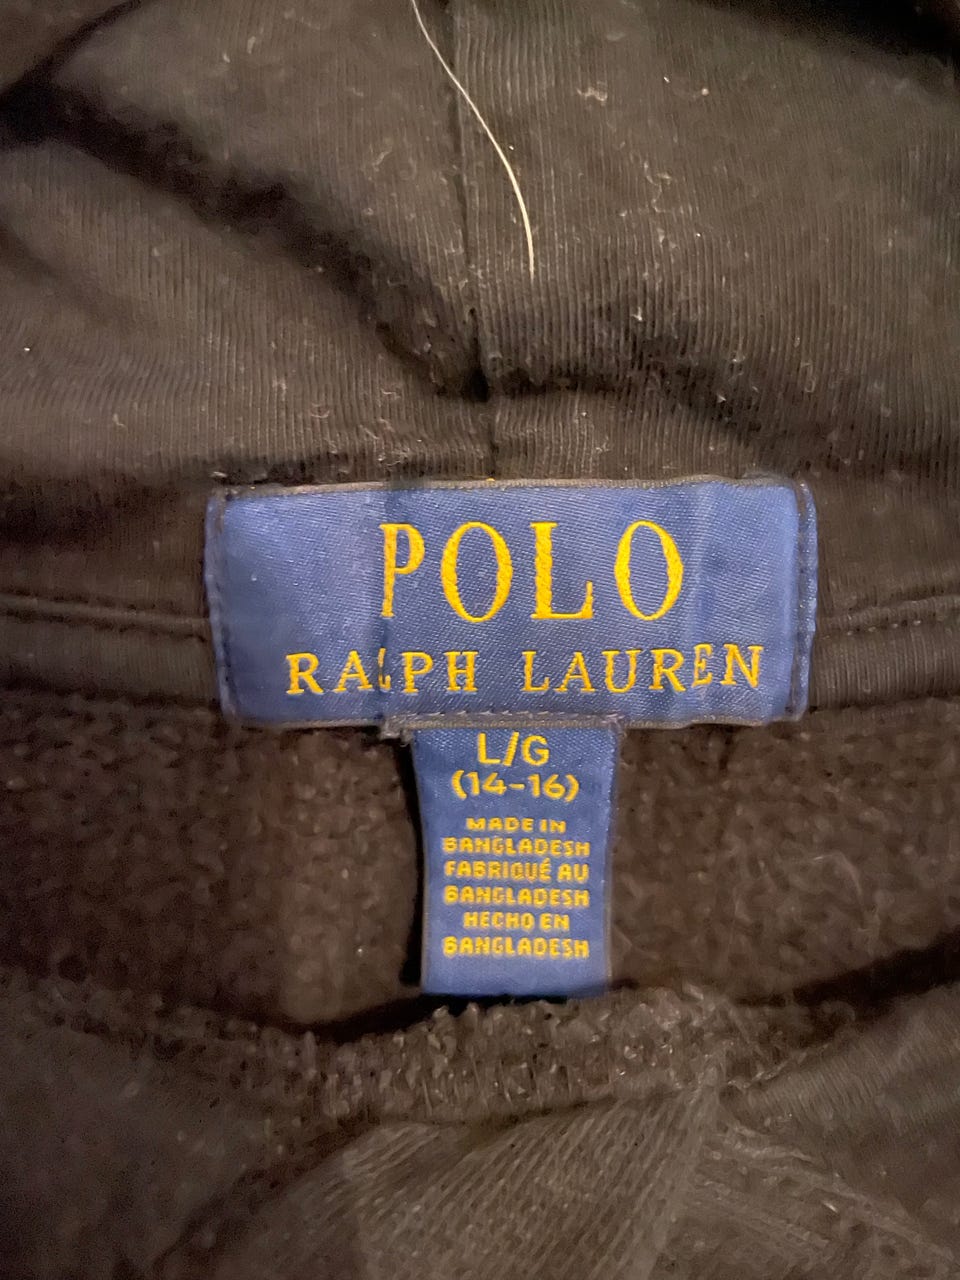 POLO
RALPH LAUREN
L/G
(14-16)
MADE IN
BANGLADESH
FABRIQUÉ AU
BANGLADESH
HECHO EN
BANGLADESH